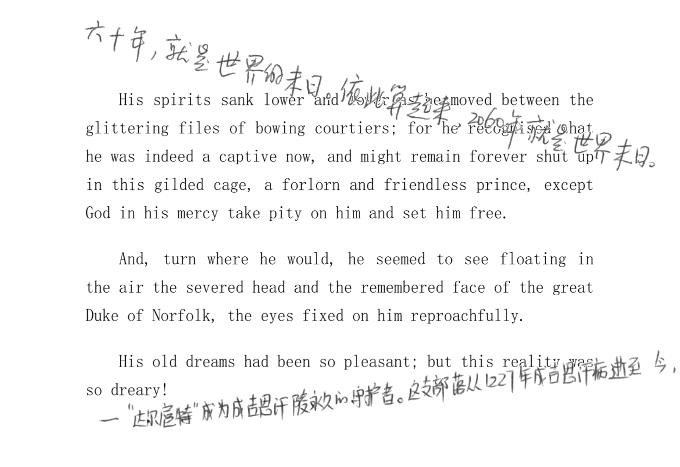 六十年，就是世界的末日。依此算起来，2060年就是世界末日。
His spirits sank lower and lower as he moved between the
glittering files of bowing courtiers; for he recognised that
he was indeed a captive now, and might remain forever shut up
in this gilded cage, a forlorn and friendless prince, except
God in his mercy take pity on him and set him free.
And, turn where he would, he seemed to see floating in
the air the severed head and the remembered face of the great
Duke of Norfolk, the eyes fixed on him reproachfully.
His old dreams had been so pleasant; but this reality was
so dreary!
一“达尔扈特”成为成吉思汗陵永久的守护者。这支部落从1227年成吉思汗病逝至今，